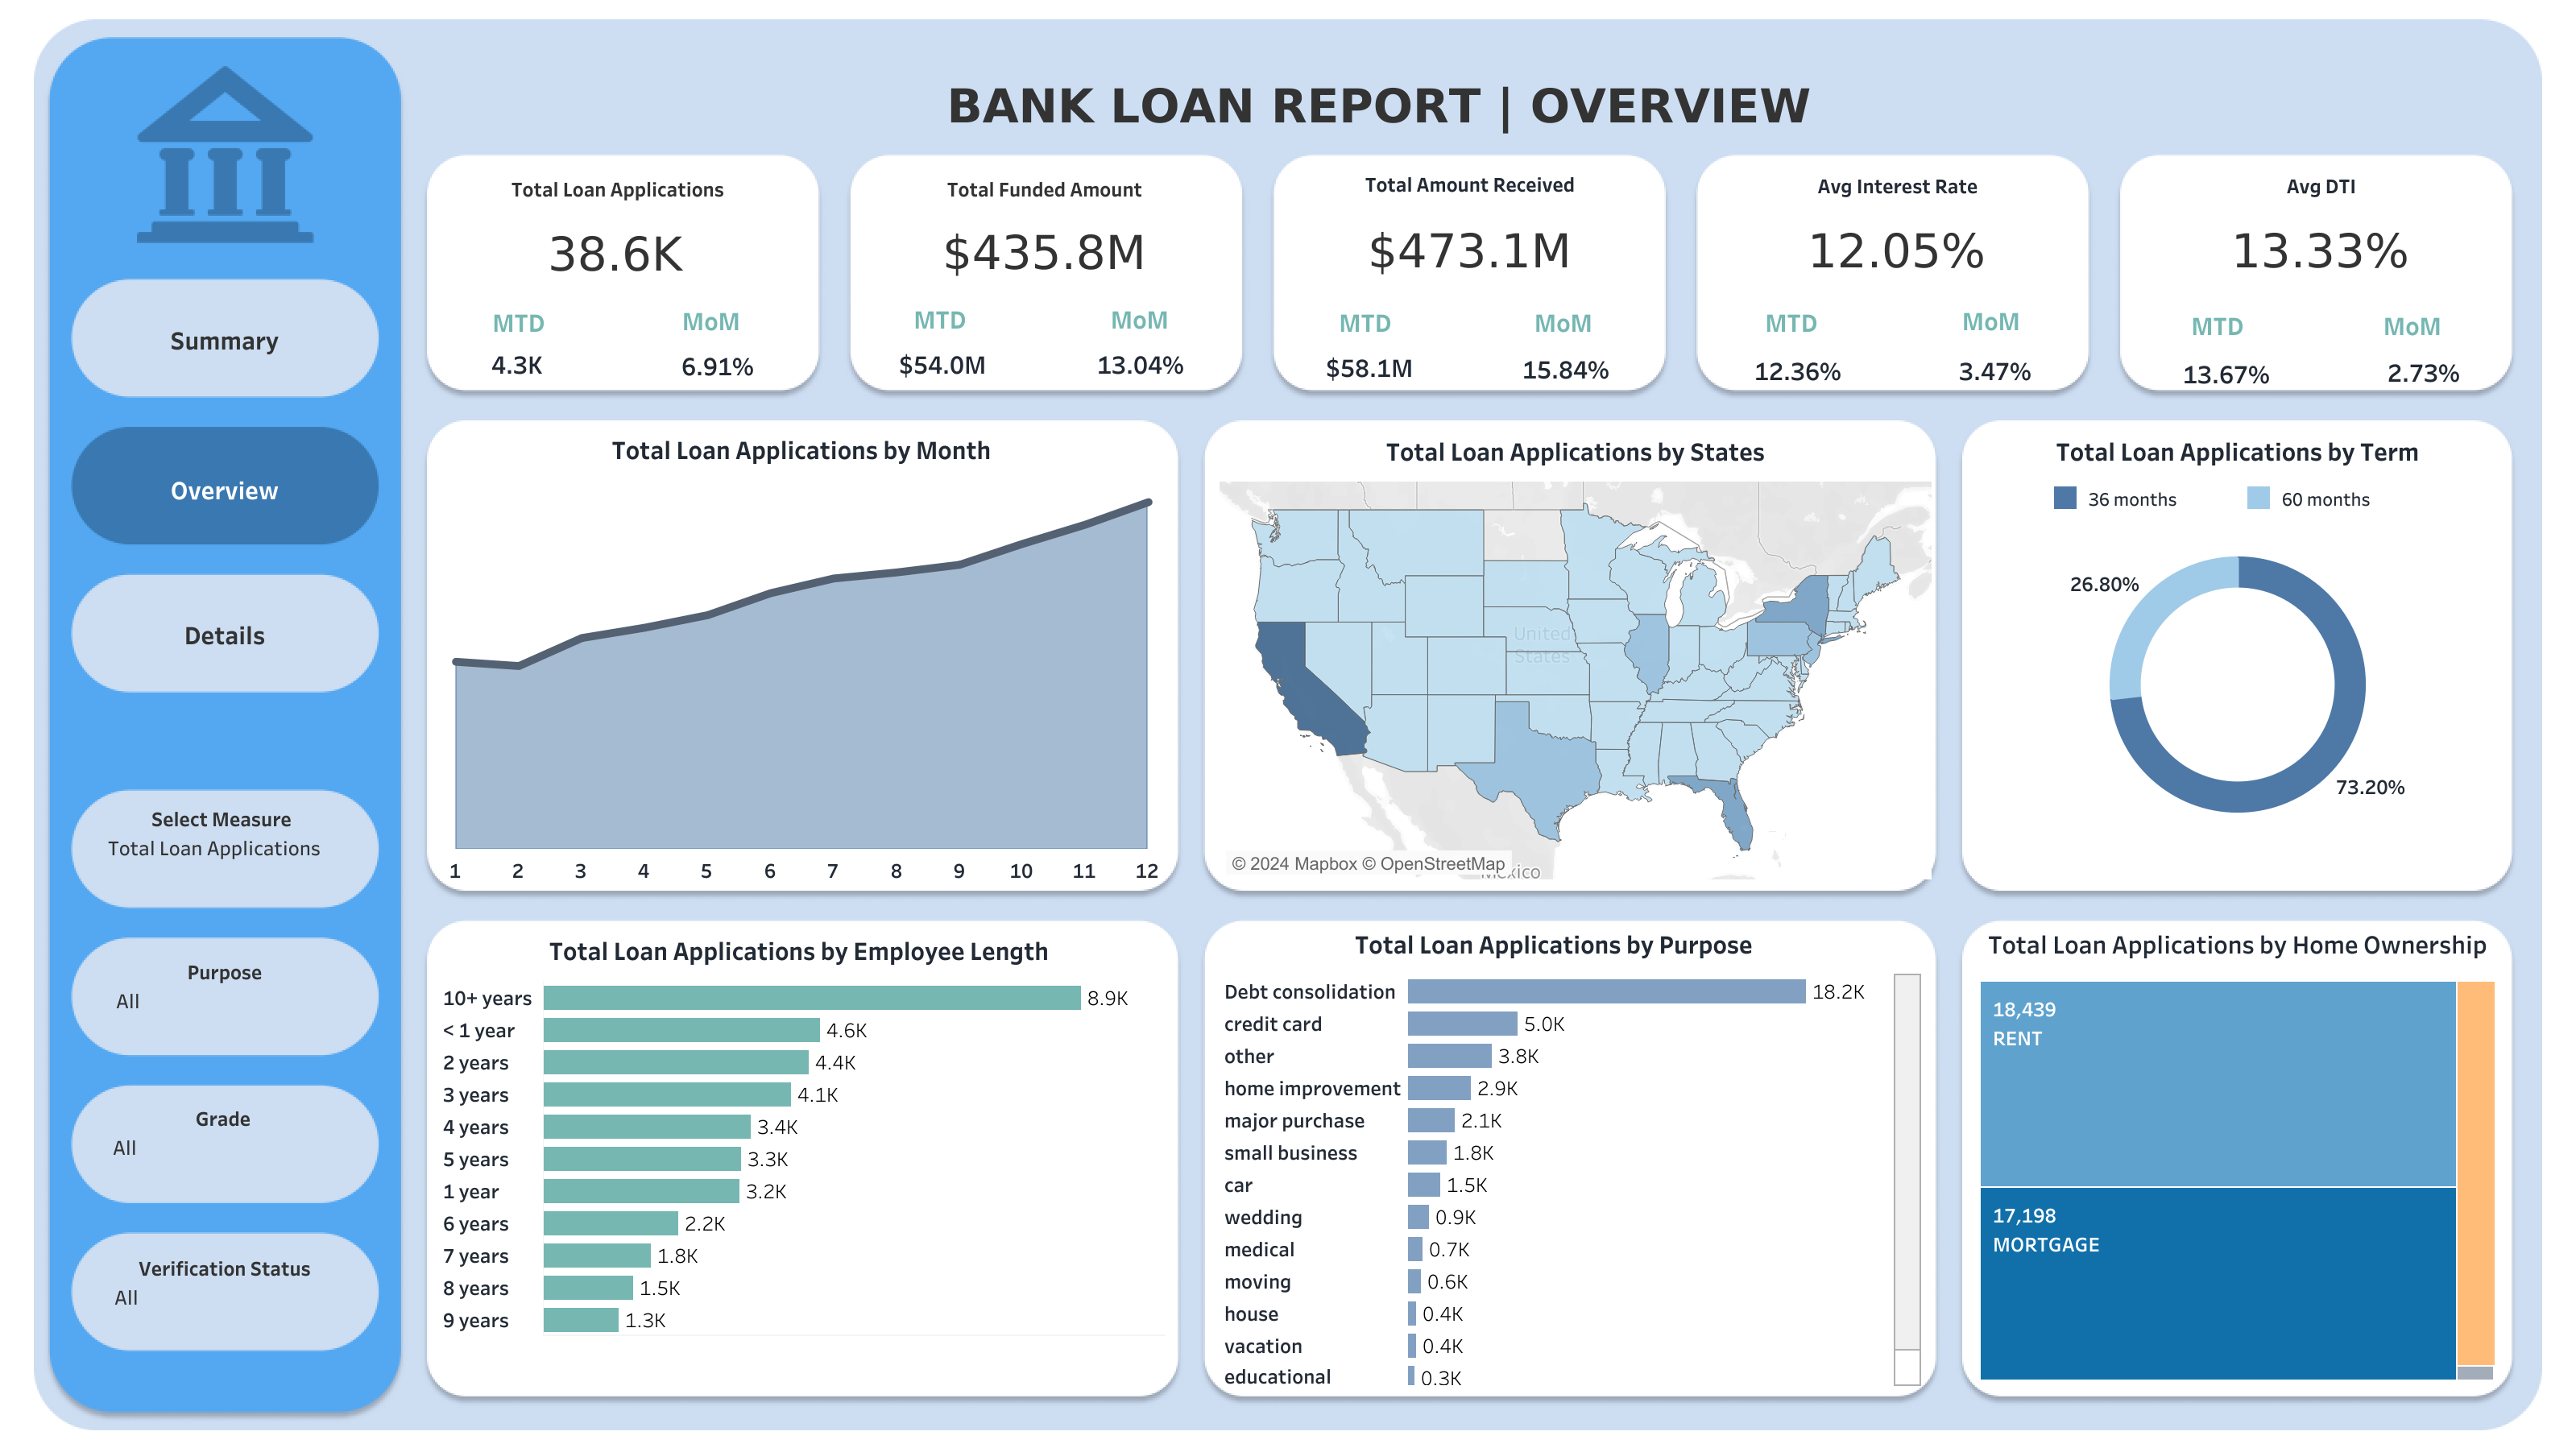 BANK LOAN REPORT | OVERVIEW
Summary
Overview
Details
Select Measure
Total Loan Applications
Purpose
All
Grade
All
Verification Status
All
Total Loan Applications
38.6K
MTD MoM
4.3K 6.91%
Total Funded Amount
$435.8M
MTD MoM
$54.0M 13.04%
Total Amount Received
$473.1M
MTD MoM
$58.1M 15.84%
Avg Interest Rate
12.05%
MTD MoM
12.36% 3.47%
Avg DTI
13.33%
MTD MoM
13.67% 2.73%
Total Loan Applications by Month
1 2 3 4 5 6 7 8 9 10 11 12
Total Loan Applications by States
United
States
© 2024 Mapbox © OpenStreetMap
Mexico
Total Loan Applications by Term
36 months 60 months
26.80%
73.20%
Total Loan Applications by Employee Length
10+ years 8.9K
< 1 year 4.6K
2 years 4.4K
3 years 4.1K
4 years 3.4K
5 years 3.3K
1 year 3.2K
6 years 2.2K
7 years 1.8K
8 years 1.5K
9 years 1.3K
Total Loan Applications by Purpose
Debt consolidation 18.2K
credit card 5.0K
other 3.8K
home improvement 2.9K
major purchase 2.1K
small business 1.8K
car 1.5K
wedding 0.9K
medical 0.7K
moving 0.6K
house 0.4K
vacation 0.4K
educational 0.3K
Total Loan Applications by Home Ownership
18,439
RENT
17,198
MORTGAGE